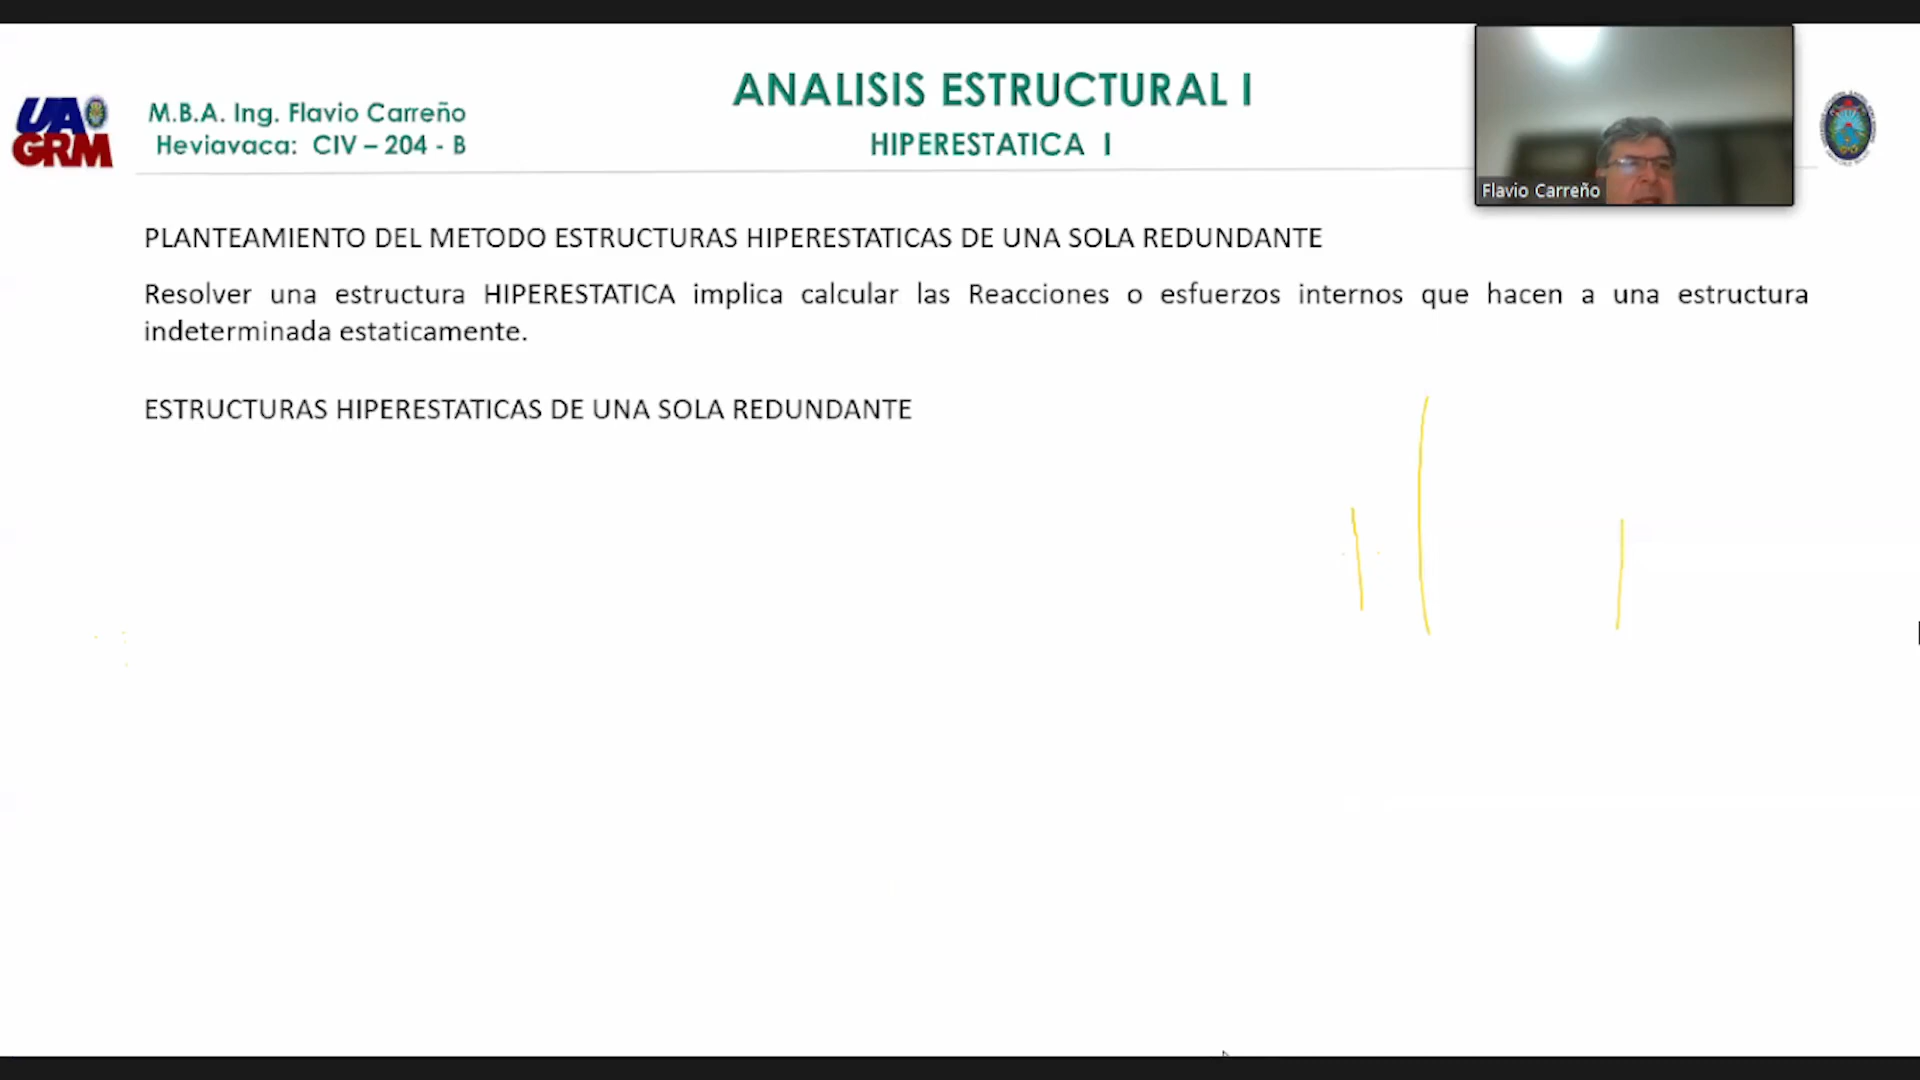 ANALISIS ESTRUCTURAL I
HIPERESTATICA I
UAGRM
M.B.A. Ing. Flavio Carreño
Heviavaca: CIV – 204 - B
Flavio Carreño
PLANTEAMIENTO DEL METODO ESTRUCTURAS HIPERESTATICAS DE UNA SOLA REDUNDANTE
Resolver una estructura HIPERESTATICA implica calcular las Reacciones o esfuerzos internos que hacen a una estructura
indeterminada estaticamente.
ESTRUCTURAS HIPERESTATICAS DE UNA SOLA REDUNDANTE